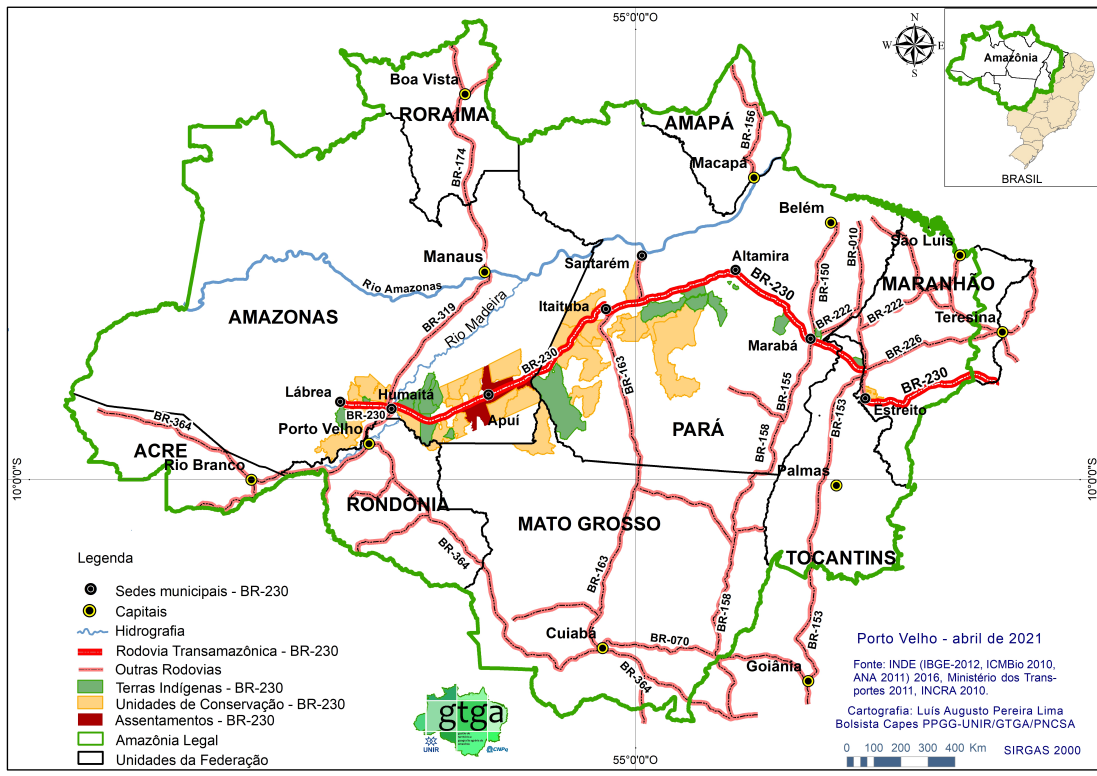 55°0'0"O
N
W
E
S
Amazônia
BRASIL
Boa Vista
RORAIMA
AMAPÁ
BR-156
BR-174
Macapá
Belém
São Luis
BR-010
BR-150
Manaus
Santarém
Altamira
MARANHÃO
Rio Amazonas
BR-230
BR-222
BR-222
Teresina
AMAZONAS
BR-319
Rio Madeira
Itaituba
Marabá
BR-226
BR-230
BR-163
BR-230
Lábrea
Humaitá
BR-230
Apuí
Estreito
BR-155
BR-153
BR-364
Porto Velho
PARÁ
BR-158
ACRE
Rio Branco
Palmas
10°0'0"S
10°0'0"S
RONDÔNIA
MATO GROSSO
TOCANTINS
BR-364
BR-163
BR-158
BR-153
Cuiabá
BR-070
Goiânia
BR-364
Legenda
Sedes municipais - BR-230
Capitais
Hidrografia
Rodovia Transamazônica - BR-230
Outras Rodovias
Terras Indígenas - BR-230
Unidades de Conservação - BR-230
Assentamentos - BR-230
Amazônia Legal
Unidades da Federação
gtga
UNIR
CNPq
Porto Velho - abril de 2021
Fonte: INDE (IBGE-2012, ICMBio 2010,
ANA 2011) 2016, Ministério dos Trans-
portes 2011, INCRA 2010.
Cartografia: Luís Augusto Pereira Lima
Bolsista Capes PPGG-UNIR/GTGA/PNCSA
0 100 200 300 400 Km
SIRGAS 2000
55°0'0"O